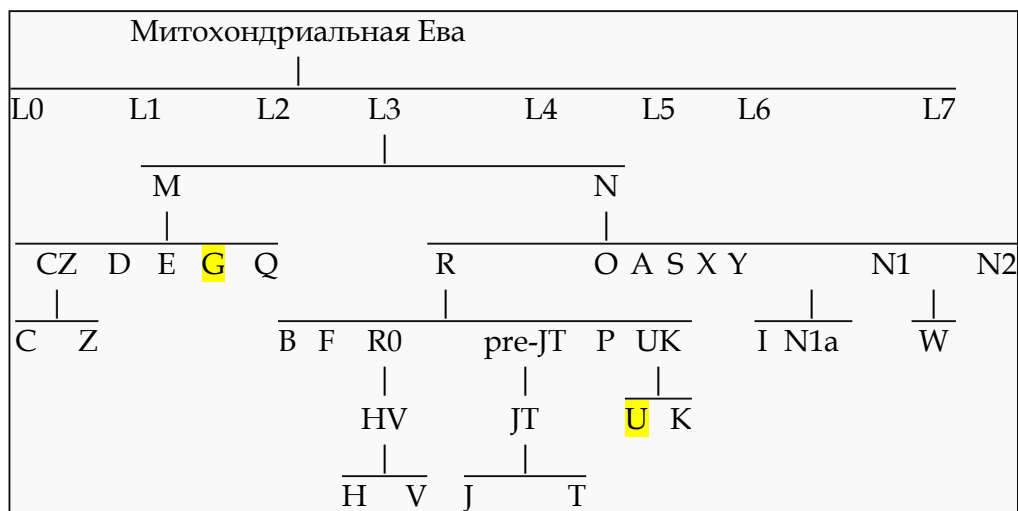 Митохондриальная Ева
L0 L1 L2 L3 L4 L5 L6 L7
M N
CZ D E G Q R O A S X Y N1 N2
C Z B F R0 pre-JT P UK I N1a W
HV JT U K
H V J T